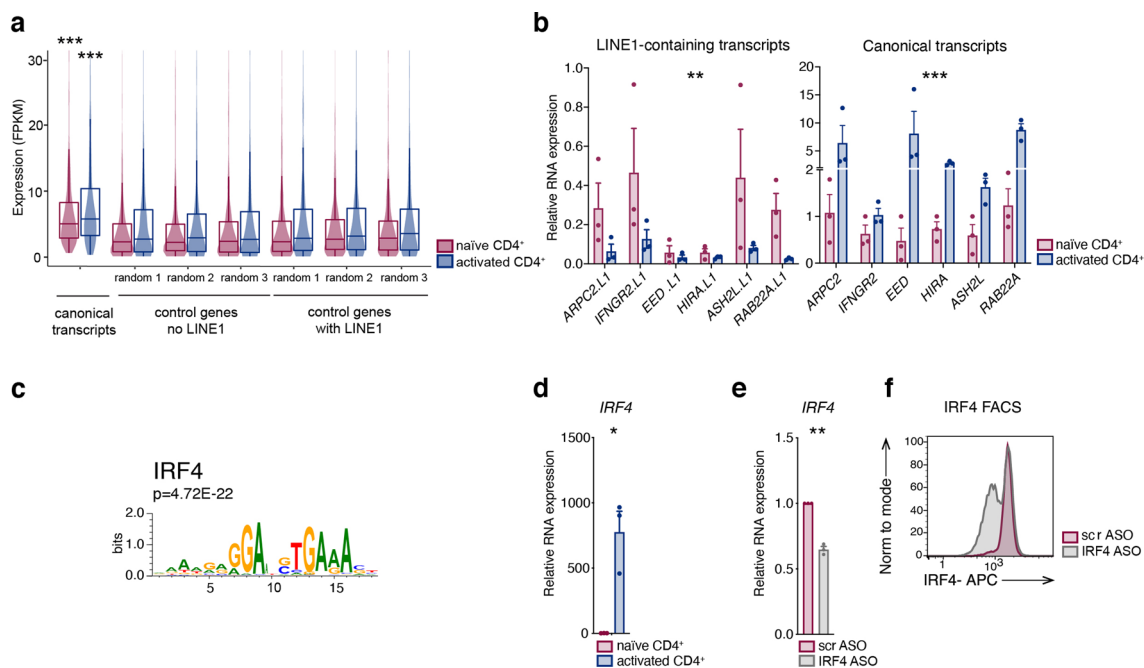 a
***
***
Expression (FPKM)
30
20
10
0
random 1
random 2
random 3
random 1
random 2
random 3
canonical
transcripts
control genes
no LINE1
control genes
with LINE1
naïve CD4⁺
activated CD4⁺
b
LINE1-containing transcripts
**
Relative RNA expression
1.0
0.8
0.6
0.4
0.2
0.0
ARPC2.L1
IFNGR2.L1
EED .L1
HIRA.L1
ASH2L.L1
RAB22A.L1
Canonical transcripts
***
20
15
10
5
2
2
1
0
ARPC2
IFNGR2
EED
HIRA
ASH2L
RAB22A
naïve CD4⁺
activated CD4⁺
c
IRF4
p=4.72E-22
bits
2.0
1.0
0.0
5
10
15
d
IRF4
*
Relative RNA expression
1500
1000
500
0
naïve CD4⁺
activated CD4⁺
e
IRF4
**
Relative RNA expression
1.5
1.0
0.5
0.0
scr ASO
IRF4 ASO
f
IRF4 FACS
Norm to mode
100
80
60
40
20
0
1
10³
IRF4- APC
scr ASO
IRF4 ASO